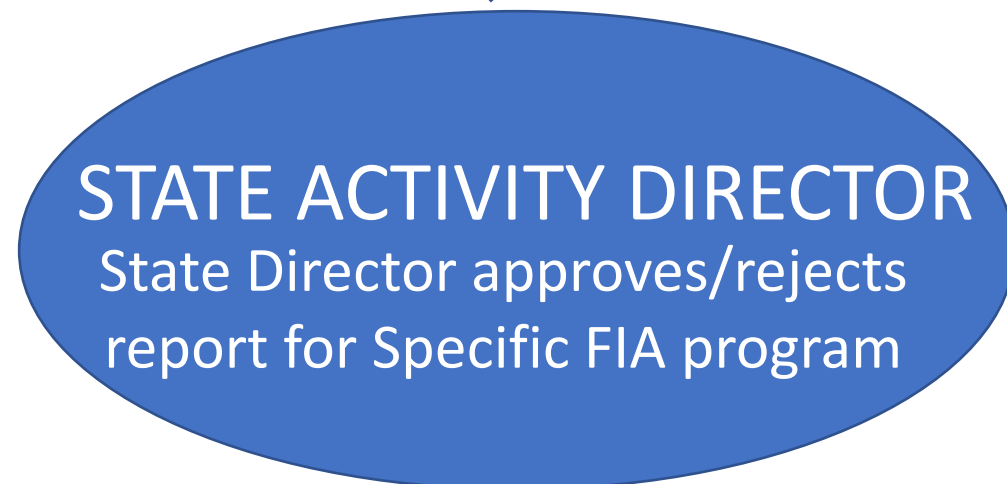 STATE ACTIVITY DIRECTOR
State Director approves/rejects
report for Specific FIA program